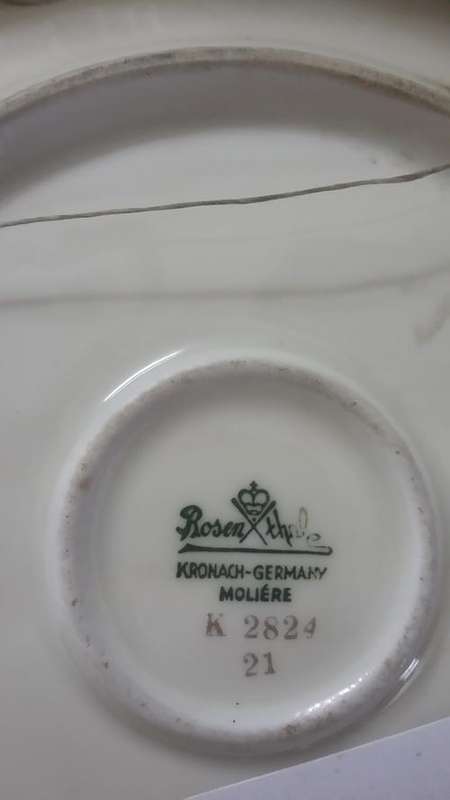 Rosenthal
KRONACH-GERMANY
MOLIÉRE
K 2824
21